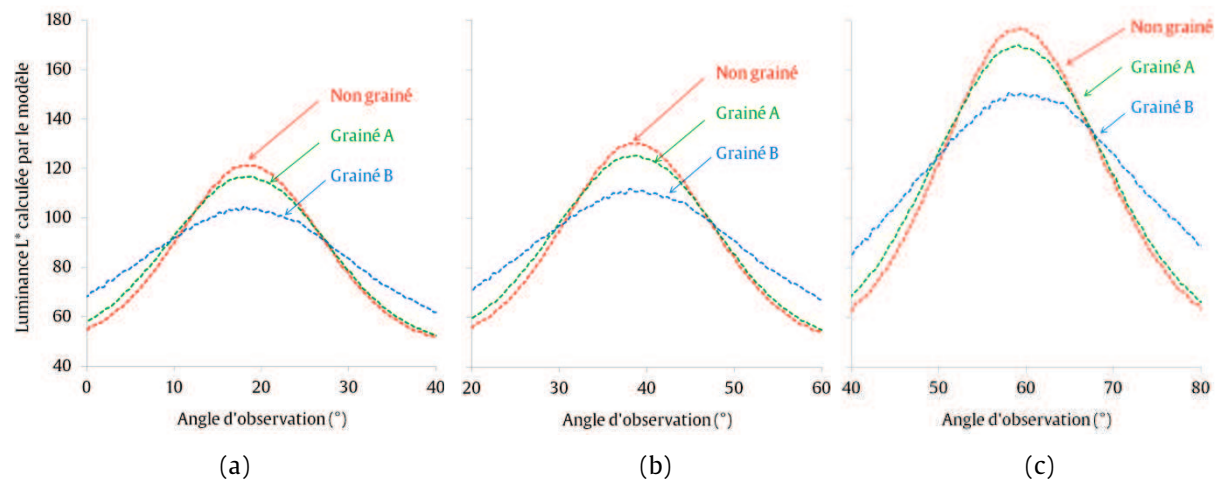 Luminance L* calculée par le modèle
180
160
140
120
100
80
60
40
Non grainé
Grainé A
Grainé B
0 10 20 30 40
Angle d'observation (°)
(a)
Non grainé
Grainé A
Grainé B
20 30 40 50 60
Angle d'observation (°)
(b)
Non grainé
Grainé A
Grainé B
40 50 60 70 80
Angle d'observation (°)
(c)